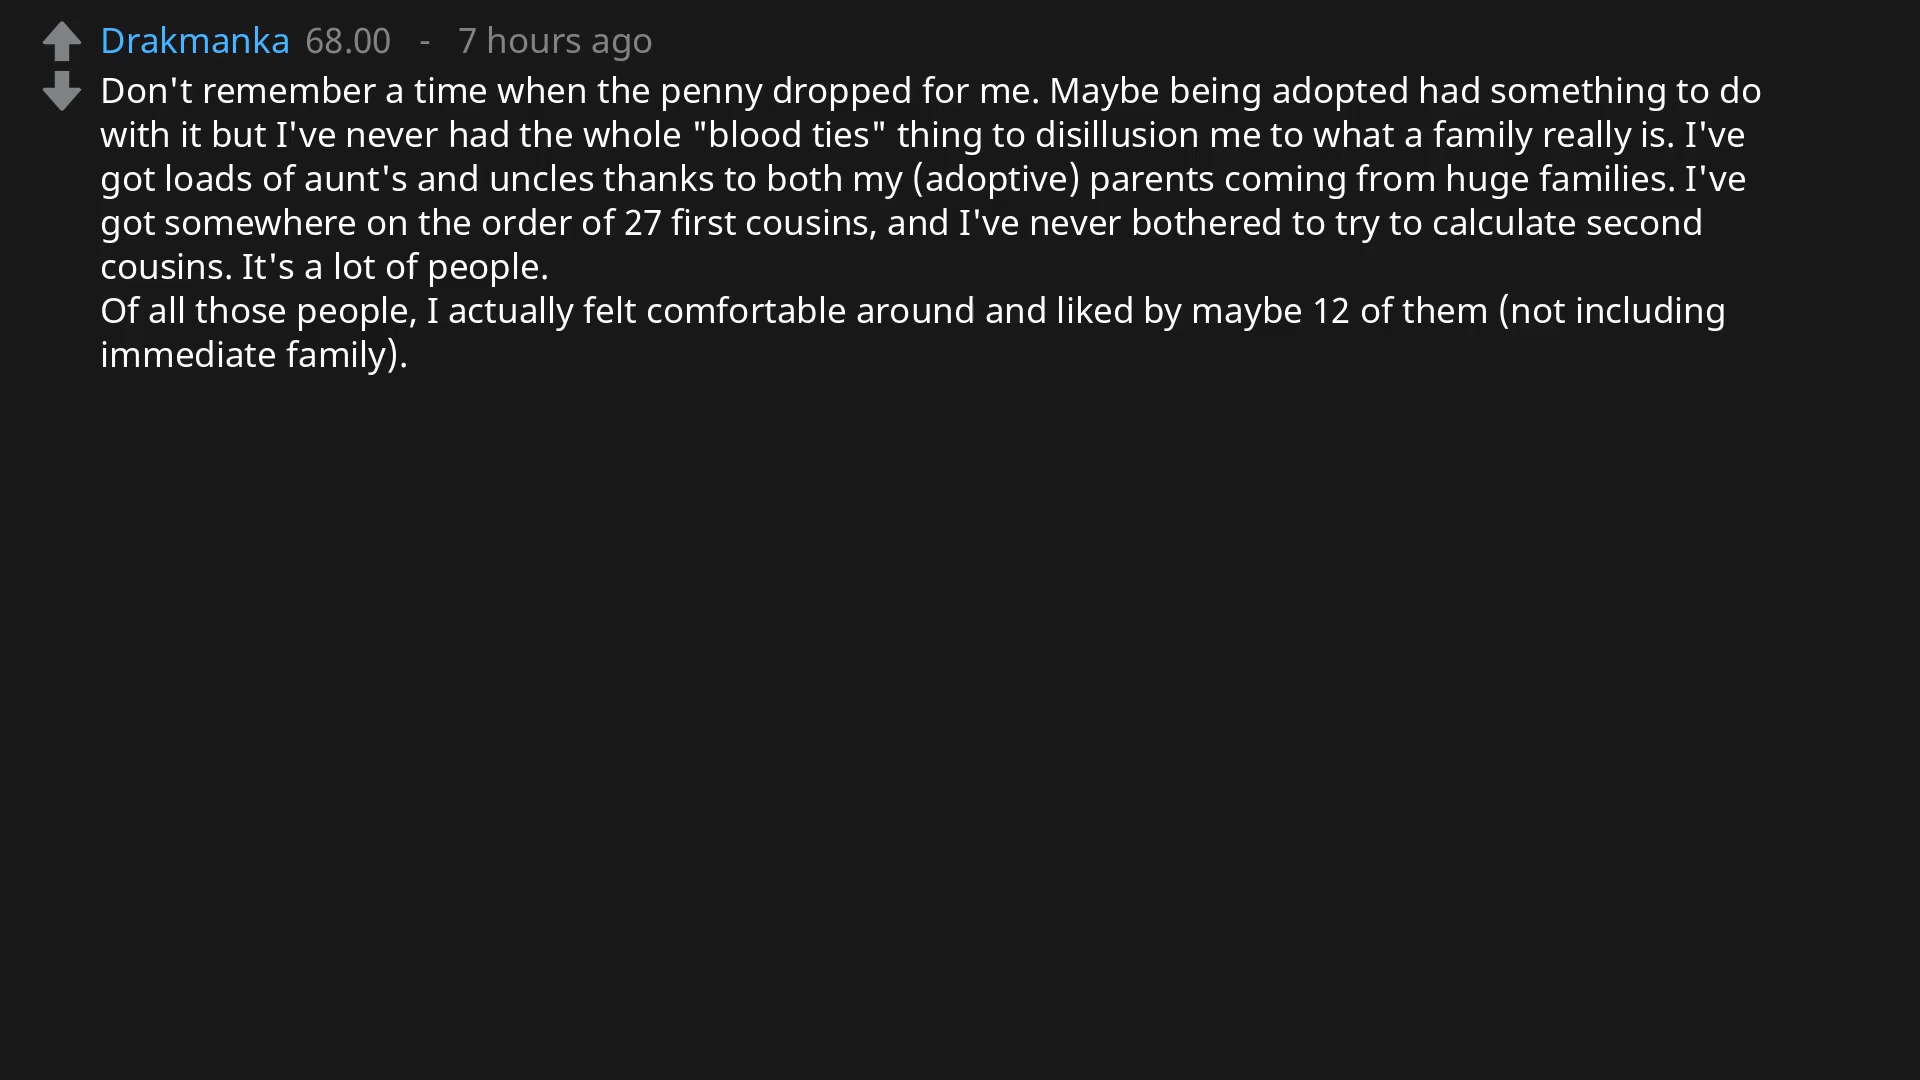 Drakmanka 68.00 - 7 hours ago
Don't remember a time when the penny dropped for me. Maybe being adopted had something to do
with it but I've never had the whole "blood ties" thing to disillusion me to what a family really is. I've
got loads of aunt's and uncles thanks to both my (adoptive) parents coming from huge families. I've
got somewhere on the order of 27 first cousins, and I've never bothered to try to calculate second
cousins. It's a lot of people.
Of all those people, I actually felt comfortable around and liked by maybe 12 of them (not including
immediate family).